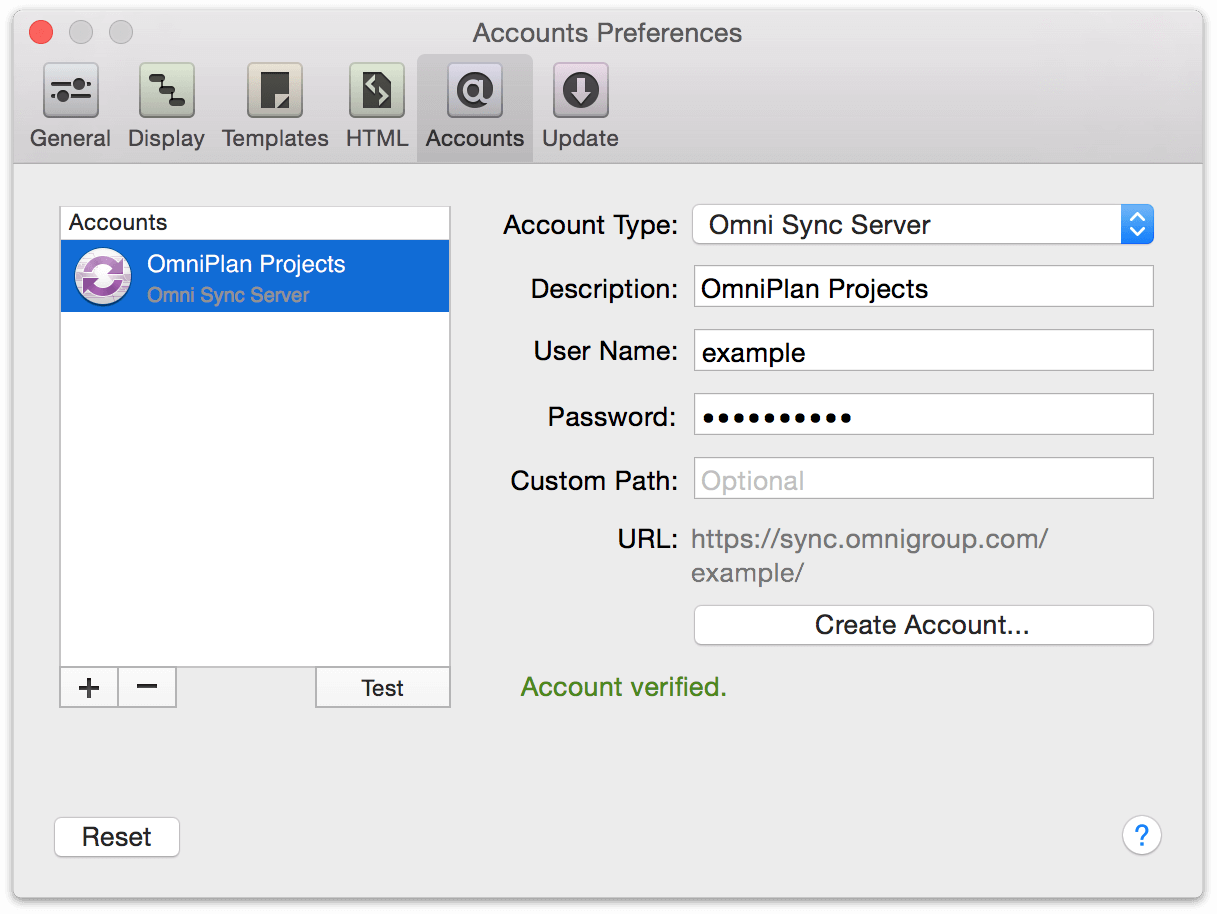 Accounts Preferences
General
Display
Templates
HTML
Accounts
Update
Accounts
OmniPlan Projects
Omni Sync Server
Test
Account Type: Omni Sync Server
Description: OmniPlan Projects
User Name: example
Password: ••••••••••
Custom Path: Optional
URL: https://sync.omnigroup.com/
example/
Create Account...
Account verified.
Reset
?